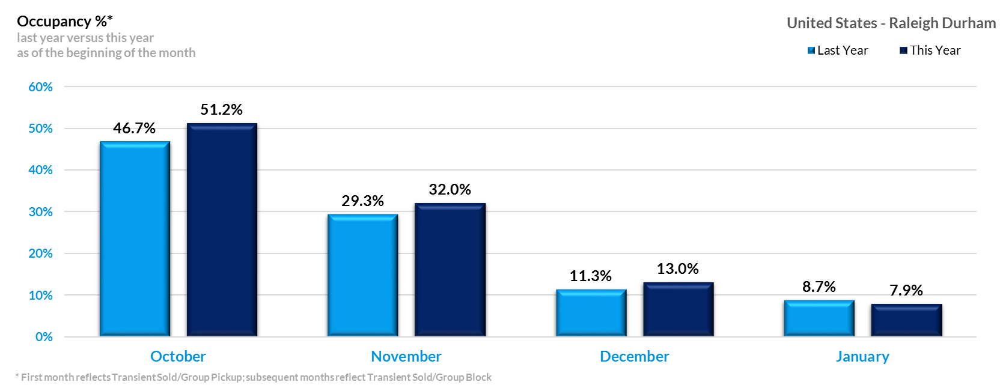 Occupancy %*
last year versus this year
as of the beginning of the month
United States - Raleigh Durham
Last Year
This Year
60%
50%
40%
30%
20%
10%
0%
46.7%
51.2%
29.3%
32.0%
11.3%
13.0%
8.7%
7.9%
October
November
December
January
* First month reflects Transient Sold/Group Pickup; subsequent months reflect Transient Sold/Group Block